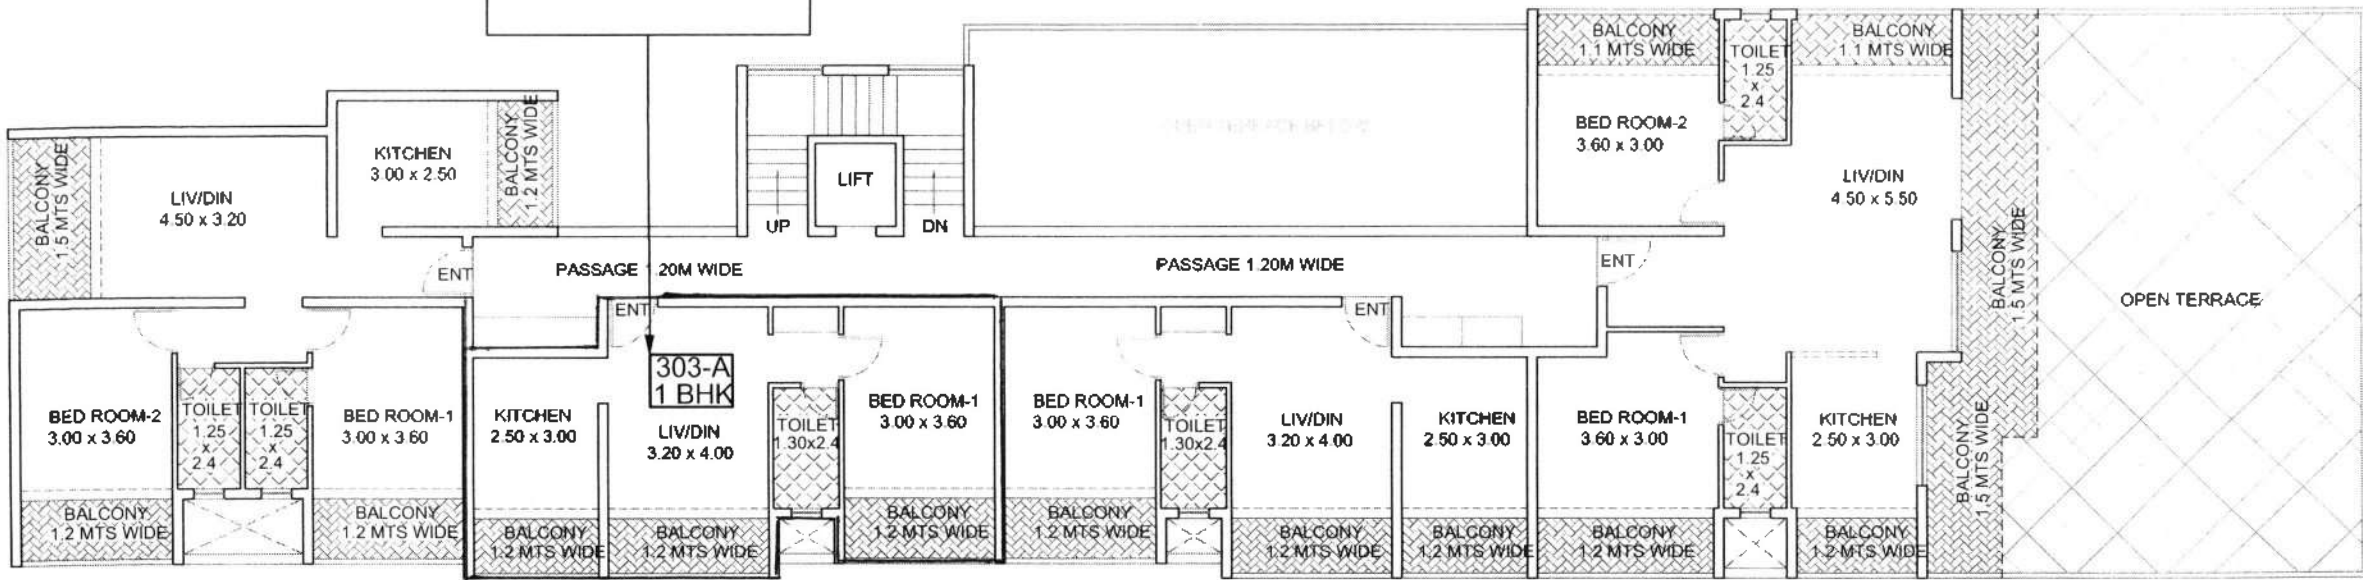 BALCONY
1.5 MTS WIDE
LIV/DIN
4.50 x 3.20
KITCHEN
3.00 x 2.50
BALCONY
1.2 MTS WIDE
ENT
BED ROOM-2
3.00 x 3.60
TOILET
1.25
x
2.4
TOILET
1.25
x
2.4
BED ROOM-1
3.00 x 3.60
BALCONY
1.2 MTS WIDE
BALCONY
1.2 MTS WIDE
PASSAGE 1.20M WIDE
UP
LIFT
DN
PASSAGE 1.20M WIDE
ENT
303-A
1 BHK
KITCHEN
2.50 x 3.00
LIV/DIN
3.20 x 4.00
TOILET
1.30x2.4
BED ROOM-1
3.00 x 3.60
BALCONY
1.2 MTS WIDE
BALCONY
1.2 MTS WIDE
BALCONY
1.2 MTS WIDE
BED ROOM-1
3.00 x 3.60
TOILET
1.30x2.4
ENT
LIV/DIN
3.20 x 4.00
KITCHEN
2.50 x 3.00
BALCONY
1.2 MTS WIDE
BALCONY
1.2 MTS WIDE
BALCONY
1.2 MTS WIDE
BALCONY
1.1 MTS WIDE
TOILET
1.25
x
2.4
BALCONY
1.1 MTS WIDE
BED ROOM-2
3.60 x 3.00
LIV/DIN
4.50 x 5.50
ENT
BALCONY
1.5 MTS WIDE
BED ROOM-1
3.60 x 3.00
TOILET
1.25
x
2.4
KITCHEN
2.50 x 3.00
BALCONY
1.2 MTS WIDE
BALCONY
1.2 MTS WIDE
BALCONY
1.5 MTS WIDE
OPEN TERRACE